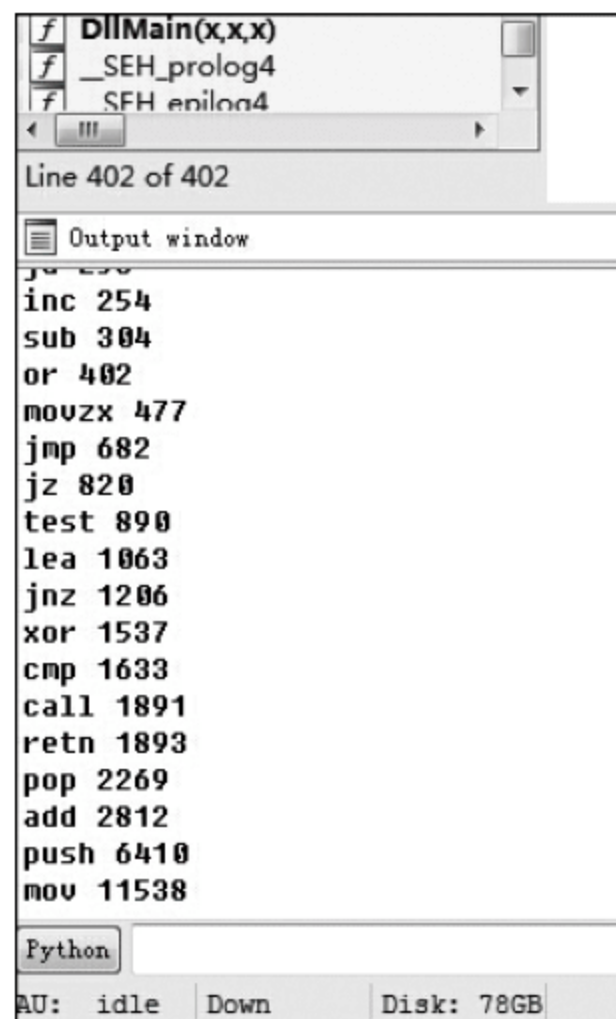 f DllMain(x,x,x)
f __SEH_prolog4
f __SEH_epilog4
Line 402 of 402
Output window
inc 254
sub 304
or 402
movzx 477
jmp 682
jz 820
test 890
lea 1063
jnz 1206
xor 1537
cmp 1633
call 1891
retn 1893
pop 2269
add 2812
push 6410
mov 11538
Python
AU: idle Down Disk: 78GB